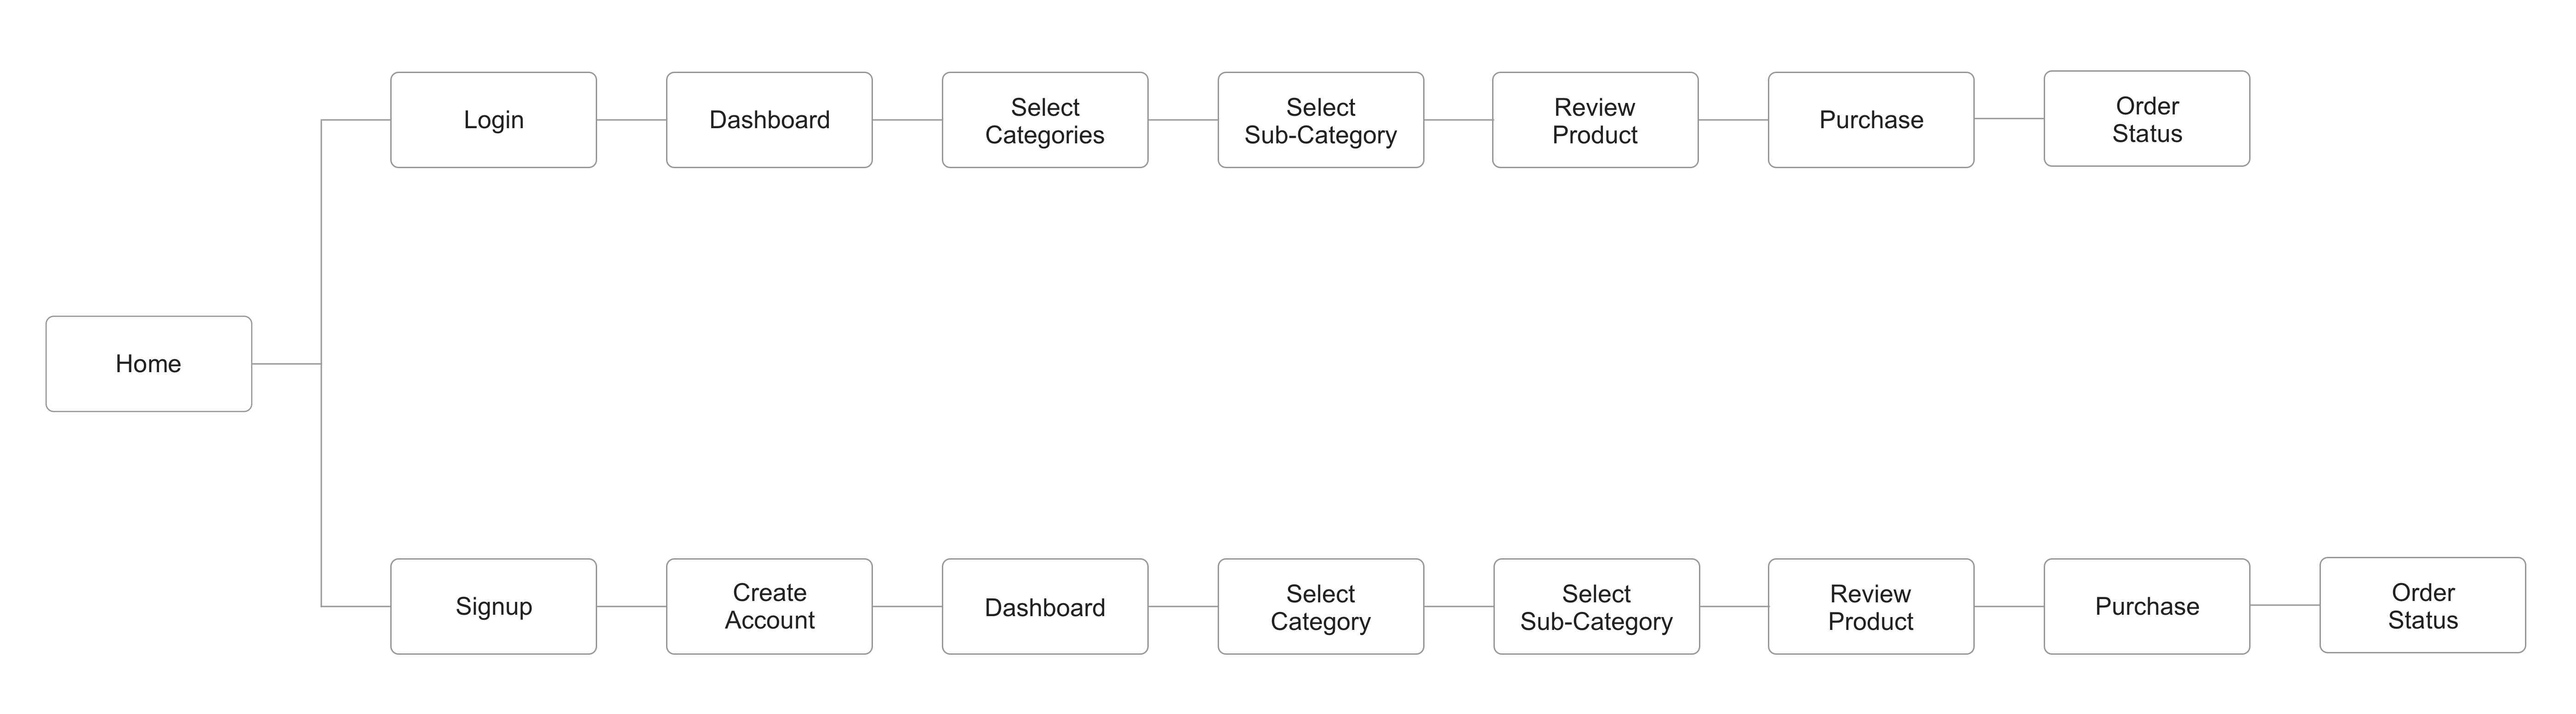 Login
Dashboard
Select
Categories
Select
Sub-Category
Review
Product
Purchase
Order
Status
Home
Signup
Create
Account
Dashboard
Select
Category
Select
Sub-Category
Review
Product
Purchase
Order
Status